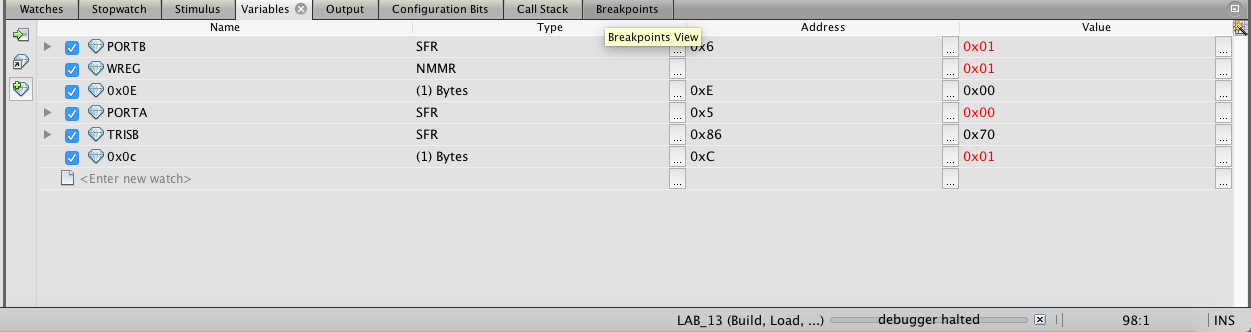 Watches Stopwatch Stimulus Variables Output Configuration Bits Call Stack Breakpoints
Name Type Address Value
Breakpoints View
PORTB SFR ... 0x6 ... 0x01 ...
WREG NMMR ... ... 0x01 ...
0x0E (1) Bytes ... 0xE ... 0x00 ...
PORTA SFR ... 0x5 ... 0x00 ...
TRISB SFR ... 0x86 ... 0x70 ...
0x0c (1) Bytes ... 0xC ... 0x01 ...
<Enter new watch> ... ... ...
LAB_13 (Build, Load, ...) debugger halted 98:1 INS